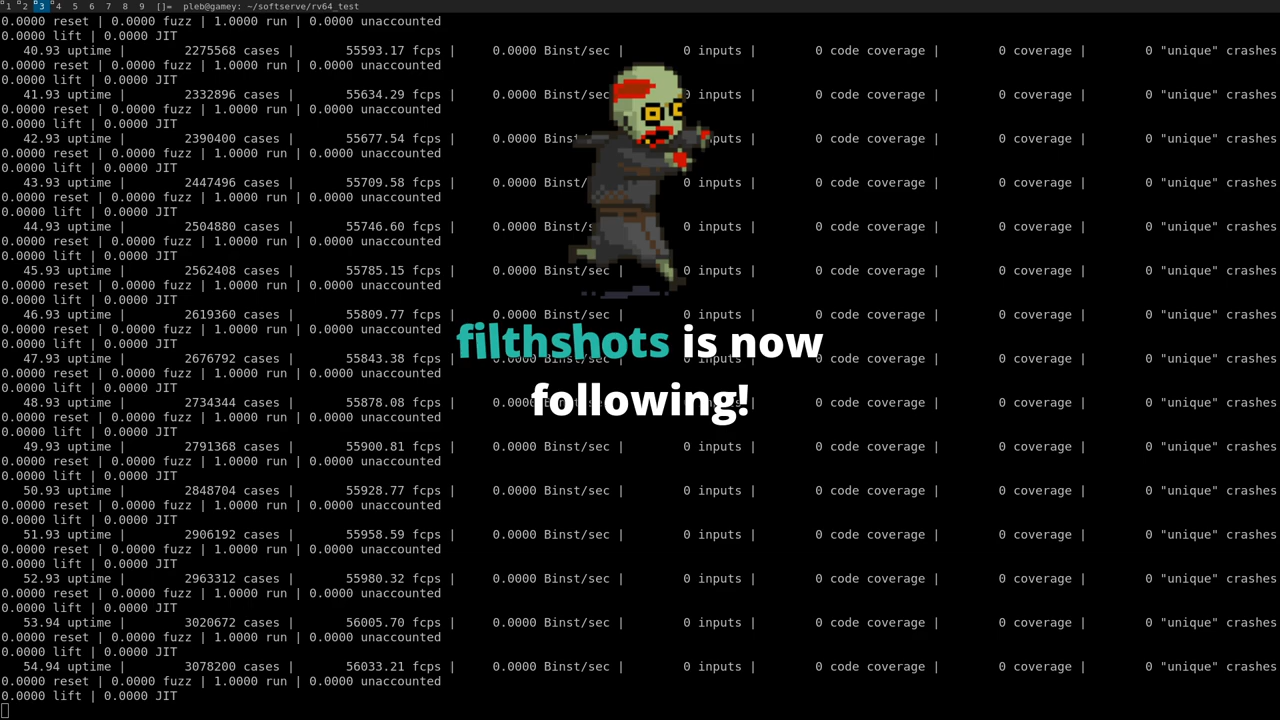 1 2 3 4 5 6 7 8 9 []= pleb@gamey: ~/softserve/rv64_test
0.0000 reset | 0.0000 fuzz | 1.0000 run | 0.0000 unaccounted
0.0000 lift | 0.0000 JIT
40.93 uptime | 2275568 cases | 55593.17 fcps | 0.0000 Binst/sec | 0 inputs | 0 code coverage | 0 coverage | 0 "unique" crashes
0.0000 reset | 0.0000 fuzz | 1.0000 run | 0.0000 unaccounted
0.0000 lift | 0.0000 JIT
41.93 uptime | 2332896 cases | 55634.29 fcps | 0.0000 Binst/sec 0 inputs | 0 code coverage | 0 coverage | 0 "unique" crashes
0.0000 reset | 0.0000 fuzz | 1.0000 run | 0.0000 unaccounted
0.0000 lift | 0.0000 JIT
42.93 uptime | 2390400 cases | 55677.54 fcps | 0.0000 Binst/ inputs | 0 code coverage | 0 coverage | 0 "unique" crashes
0.0000 reset | 0.0000 fuzz | 1.0000 run | 0.0000 unaccounted
0.0000 lift | 0.0000 JIT
43.93 uptime | 2447496 cases | 55709.58 fcps | 0.0000 Binst/ 0 inputs | 0 code coverage | 0 coverage | 0 "unique" crashes
0.0000 reset | 0.0000 fuzz | 1.0000 run | 0.0000 unaccounted
0.0000 lift | 0.0000 JIT
44.93 uptime | 2504880 cases | 55746.60 fcps | 0.0000 Binst/s 0 inputs | 0 code coverage | 0 coverage | 0 "unique" crashes
0.0000 reset | 0.0000 fuzz | 1.0000 run | 0.0000 unaccounted
0.0000 lift | 0.0000 JIT
45.93 uptime | 2562408 cases | 55785.15 fcps | 0.0000 Binst/sec | 0 inputs | 0 code coverage | 0 coverage | 0 "unique" crashes
0.0000 reset | 0.0000 fuzz | 1.0000 run | 0.0000 unaccounted
0.0000 lift | 0.0000 JIT
46.93 uptime | 2619360 cases | 55809.77 fcps | 0.0000 Binst/sec | 0 inputs | 0 code coverage | 0 coverage | 0 "unique" crashes
0.0000 reset | 0.0000 fuzz | 1.0000 run | 0.0000 unaccounted
filthshots is now
0.0000 lift | 0.0000 JIT
47.93 uptime | 2676792 cases | 55843.38 fcps | 0.0000 Binst/sec | 0 inputs | 0 code coverage | 0 coverage | 0 "unique" crashes
0.0000 reset | 0.0000 fuzz | 1.0000 run | 0.0000 unaccounted
0.0000 lift | 0.0000 JIT
following!
48.93 uptime | 2734344 cases | 55878.08 fcps | | 0 code coverage | 0 coverage | 0 "unique" crashes
0.0000 reset | 0.0000 fuzz | 1.0000 run | 0.0000 unaccounted
0.0000 lift | 0.0000 JIT
49.93 uptime | 2791368 cases | 55900.81 fcps | 0.0000 Binst/sec | 0 inputs | 0 code coverage | 0 coverage | 0 "unique" crashes
0.0000 reset | 0.0000 fuzz | 1.0000 run | 0.0000 unaccounted
0.0000 lift | 0.0000 JIT
50.93 uptime | 2848704 cases | 55928.77 fcps | 0.0000 Binst/sec | 0 inputs | 0 code coverage | 0 coverage | 0 "unique" crashes
0.0000 reset | 0.0000 fuzz | 1.0000 run | 0.0000 unaccounted
0.0000 lift | 0.0000 JIT
51.93 uptime | 2906192 cases | 55958.59 fcps | 0.0000 Binst/sec | 0 inputs | 0 code coverage | 0 coverage | 0 "unique" crashes
0.0000 reset | 0.0000 fuzz | 1.0000 run | 0.0000 unaccounted
0.0000 lift | 0.0000 JIT
52.93 uptime | 2963312 cases | 55980.32 fcps | 0.0000 Binst/sec | 0 inputs | 0 code coverage | 0 coverage | 0 "unique" crashes
0.0000 reset | 0.0000 fuzz | 1.0000 run | 0.0000 unaccounted
0.0000 lift | 0.0000 JIT
53.94 uptime | 3020672 cases | 56005.70 fcps | 0.0000 Binst/sec | 0 inputs | 0 code coverage | 0 coverage | 0 "unique" crashes
0.0000 reset | 0.0000 fuzz | 1.0000 run | 0.0000 unaccounted
0.0000 lift | 0.0000 JIT
54.94 uptime | 3078200 cases | 56033.21 fcps | 0.0000 Binst/sec | 0 inputs | 0 code coverage | 0 coverage | 0 "unique" crashes
0.0000 reset | 0.0000 fuzz | 1.0000 run | 0.0000 unaccounted
0.0000 lift | 0.0000 JIT